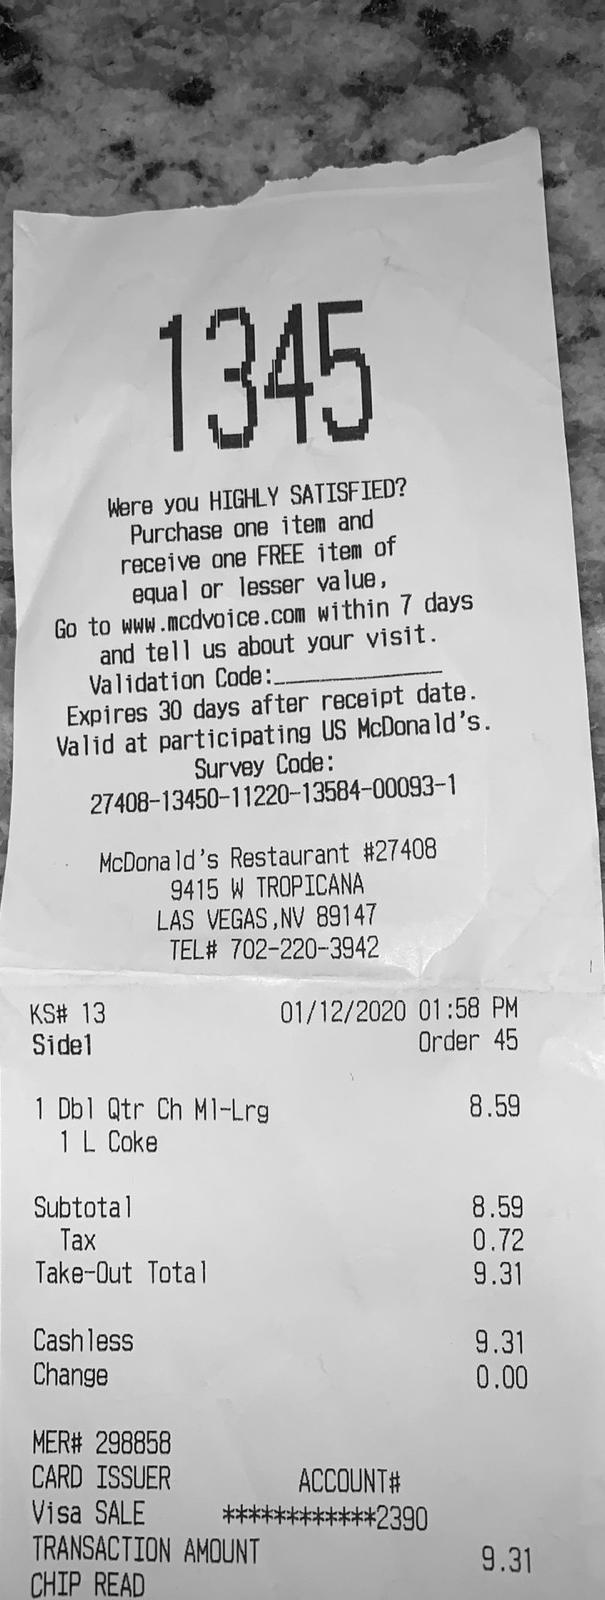 1345
Were you HIGHLY SATISFIED?
Purchase one item and
receive one FREE item of
equal or lesser value,
Go to www.mcdvoice.com within 7 days
and tell us about your visit.
Validation Code:
Expires 30 days after receipt date.
Valid at participating US McDonald's.
Survey Code:
27408-13450-11220-13584-00093-1
McDonald's Restaurant #27408
9415 W TROPICANA
LAS VEGAS,NV 89147
TEL# 702-220-3942
KS# 13 01/12/2020 01:58 PM
Side1 Order 45
1 Dbl Qtr Ch Ml-Lrg 8.59
1 L Coke
Subtotal 8.59
Tax 0.72
Take-Out Total 9.31
Cashless 9.31
Change 0.00
MER# 298858
CARD ISSUER ACCOUNT#
Visa SALE ************2390
TRANSACTION AMOUNT 9.31
CHIP READ